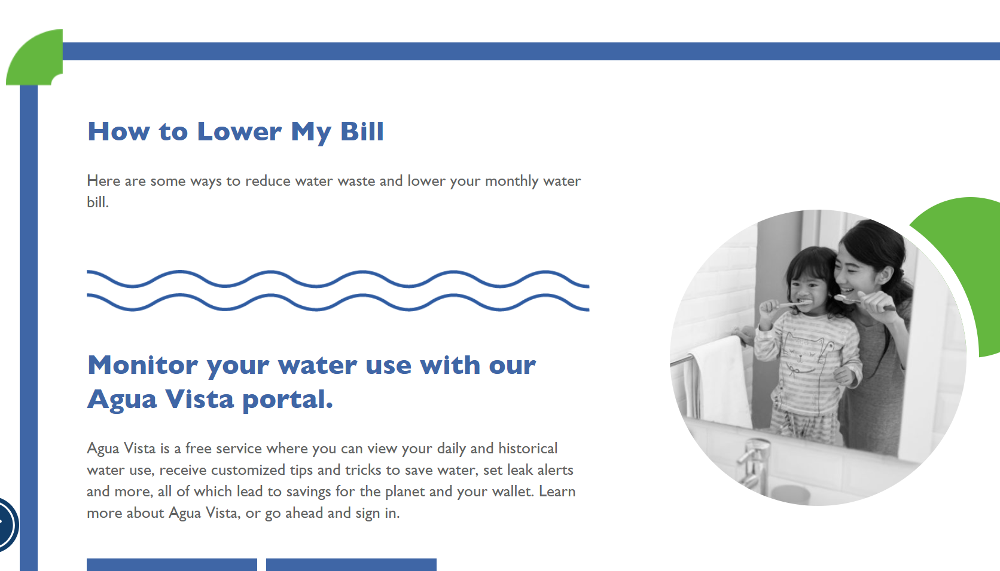 How to Lower My Bill
Here are some ways to reduce water waste and lower your monthly water
bill.
Monitor your water use with our
Agua Vista portal.
Agua Vista is a free service where you can view your daily and historical
water use, receive customized tips and tricks to save water, set leak alerts
and more, all of which lead to savings for the planet and your wallet. Learn
more about Agua Vista, or go ahead and sign in.